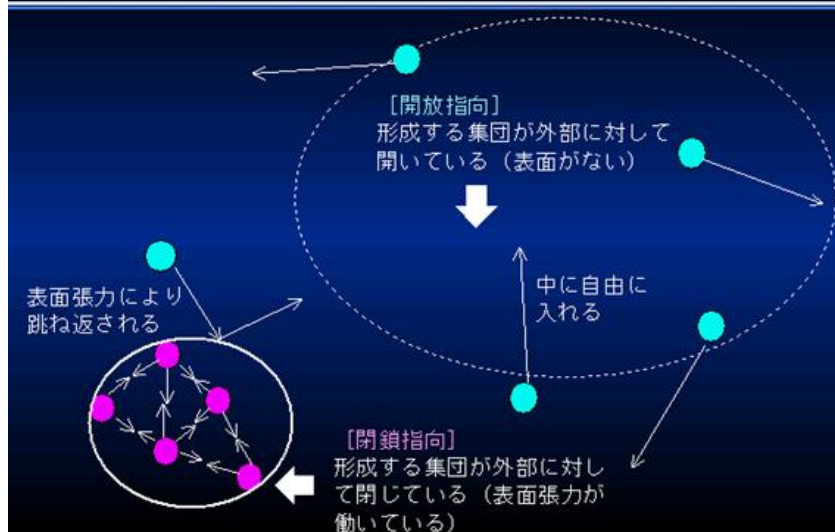 [開放指向]
形成する集団が外部に対して
開いている（表面がない）
中に自由に
入れる
表面張力により
跳ね返される
[閉鎖指向]
形成する集団が外部に対し
て閉じている（表面張力が
働いている）